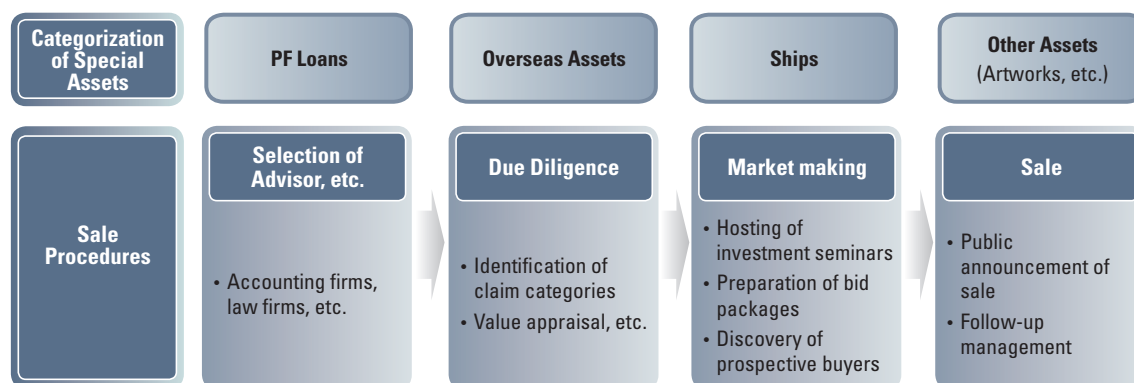 Categorization
of Special
Assets
PF Loans
Overseas Assets
Ships
Other Assets
(Artworks, etc.)
Sale
Procedures
Selection of
Advisor, etc.
• Accounting firms,
law firms, etc.
Due Diligence
• Identification of
claim categories
• Value appraisal, etc.
Market making
• Hosting of
investment seminars
• Preparation of bid
packages
• Discovery of
prospective buyers
Sale
• Public
announcement of
sale
• Follow-up
management